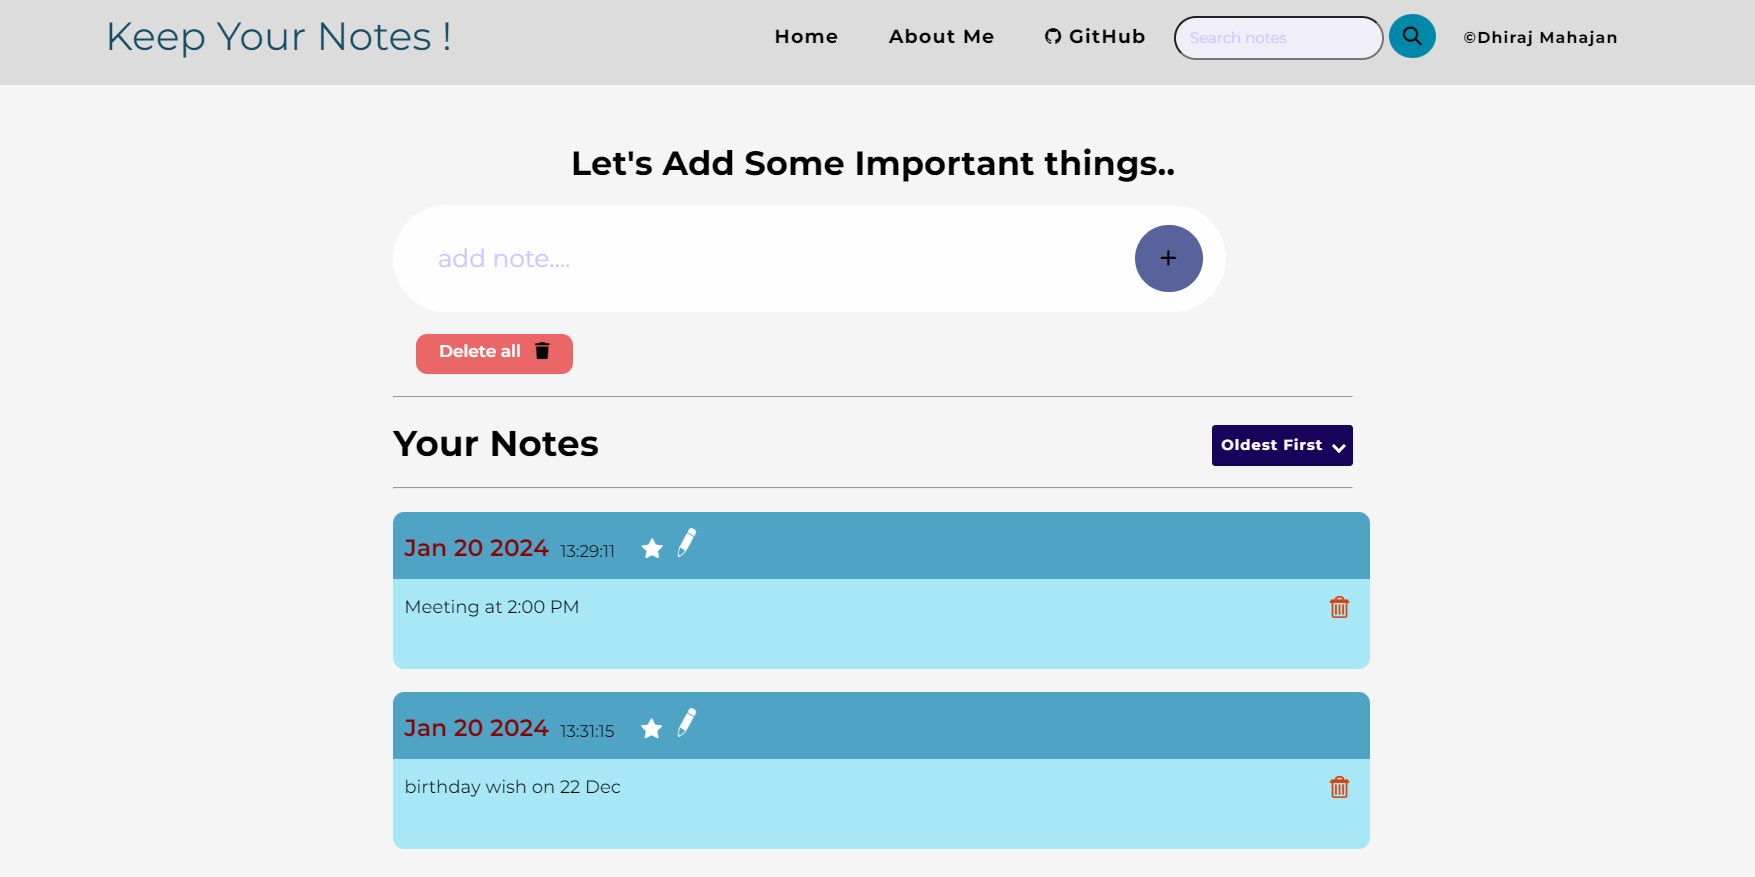 Keep Your Notes !
Home
About Me
GitHub
Search notes
©Dhiraj Mahajan
Let's Add Some Important things..
add note....
+
Delete all
Your Notes
Oldest First
Jan 20 2024 13:29:11
Meeting at 2:00 PM
Jan 20 2024 13:31:15
birthday wish on 22 Dec